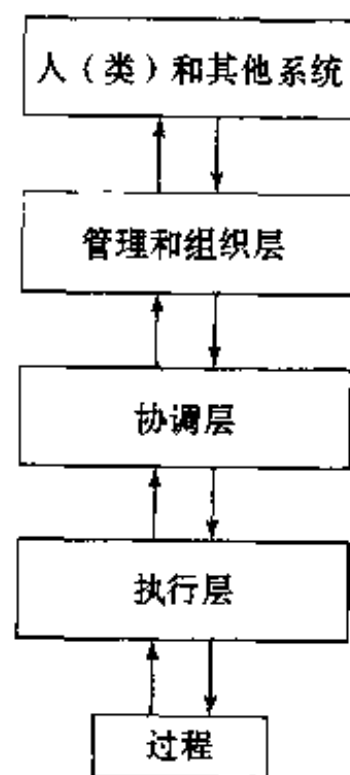 人（类）和其他系统
管理和组织层
协调层
执行层
过程